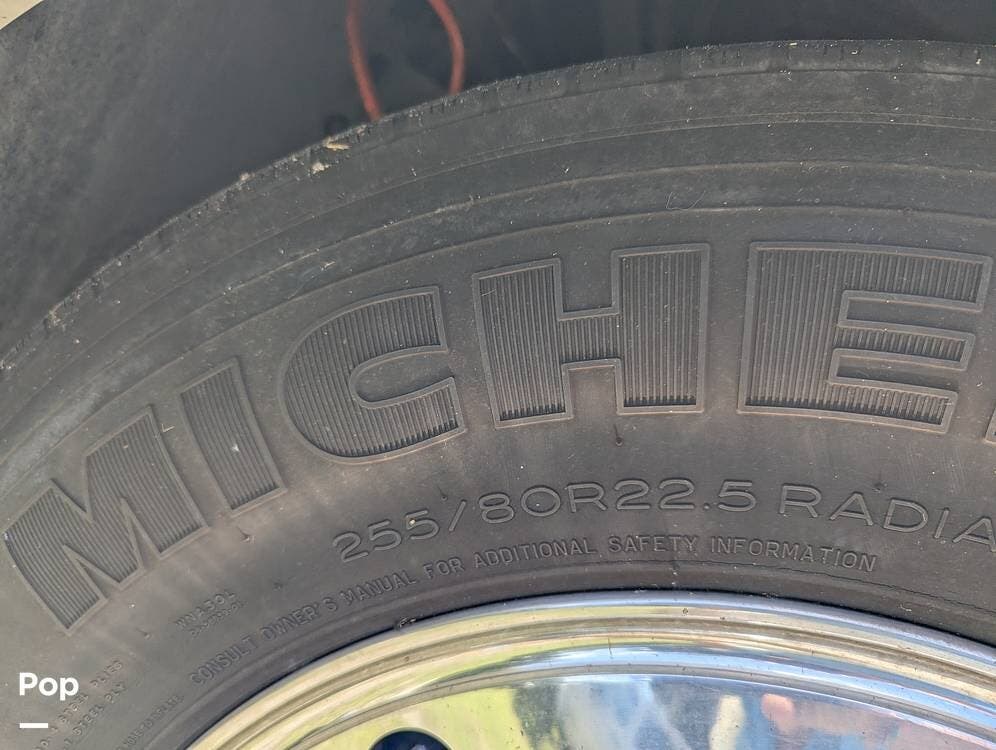 MICHE
255/80R22.5 RADIA
CONSULT OWNER'S MANUAL FOR ADDITIONAL SAFETY INFORMATION
Pop